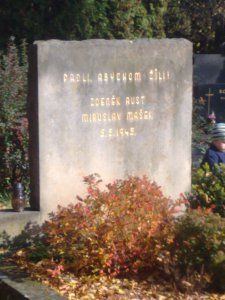 PADLI, ABYCHOM ŽILI!
ZDENĚK RUST
MIROSLAV MAŠEK
5.5.1945.